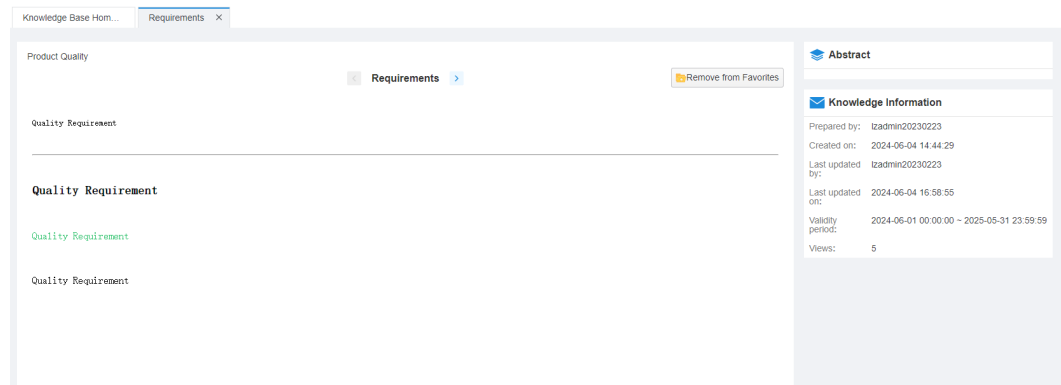 Knowledge Base Hom...
Requirements
Product Quality
Requirements
Remove from Favorites
Quality Requirement
Quality Requirement
Quality Requirement
Quality Requirement
Abstract
Knowledge Information
Prepared by: lzadmin20230223
Created on: 2024-06-04 14:44:29
Last updated by: lzadmin20230223
Last updated on: 2024-06-04 16:58:55
Validity period: 2024-06-01 00:00:00 ~ 2025-05-31 23:59:59
Views: 5